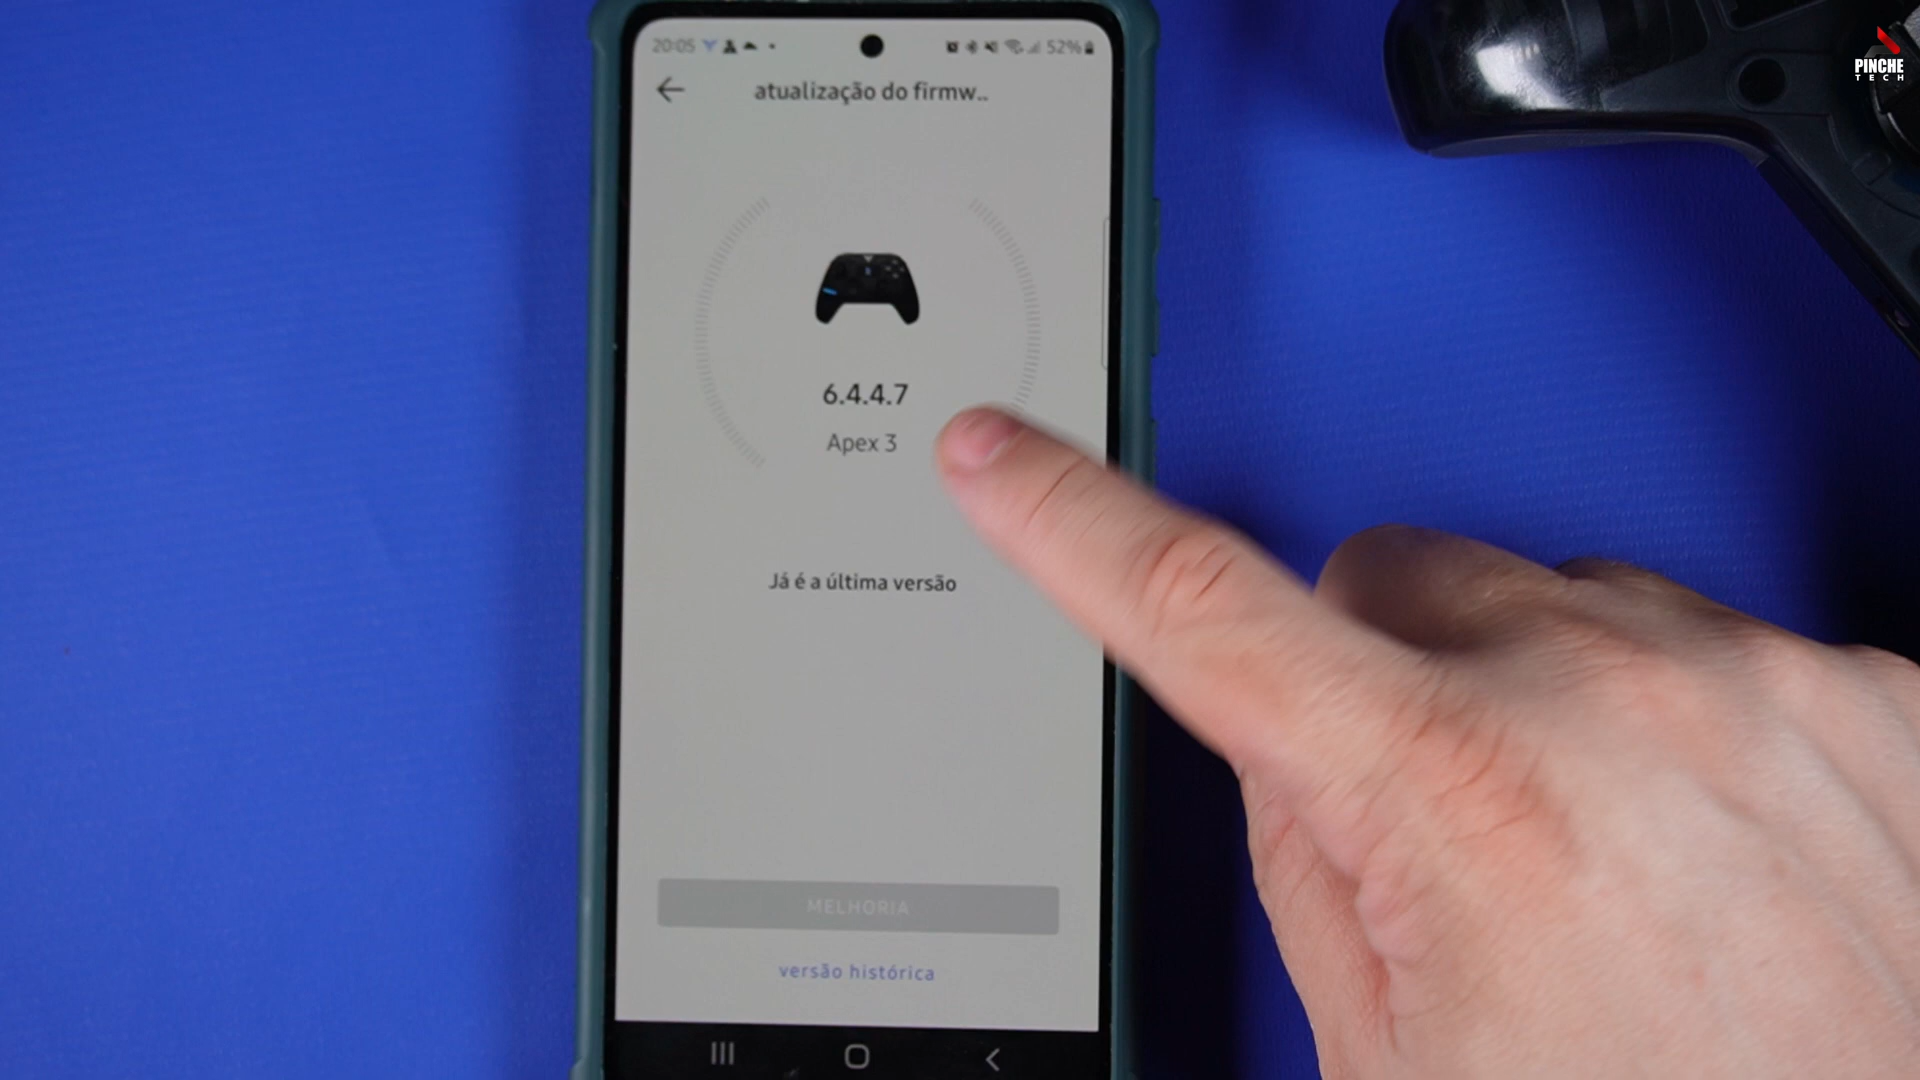 20:05
52%
atualização do firmw..
6.4.4.7
Apex 3
Já é a última versão
MELHORIA
versão histórica
PINCHE
TECH